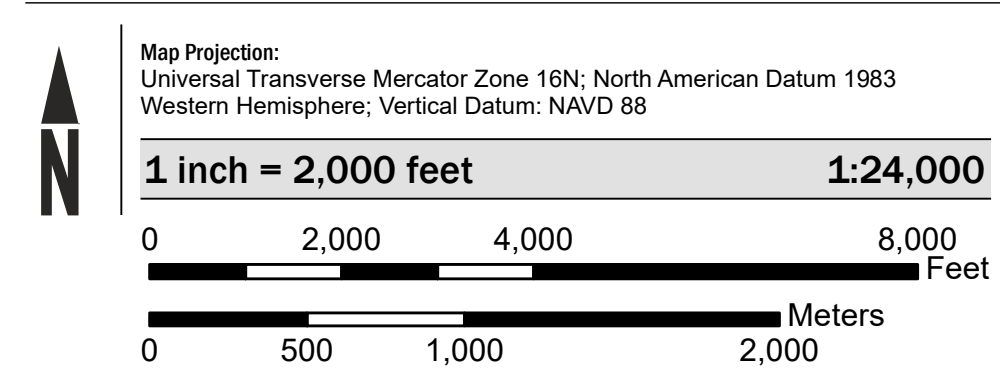 N
Map Projection:
Universal Transverse Mercator Zone 16N; North American Datum 1983
Western Hemisphere; Vertical Datum: NAVD 88
1 inch = 2,000 feet 1:24,000
0 2,000 4,000 8,000
Feet
Meters
0 500 1,000 2,000